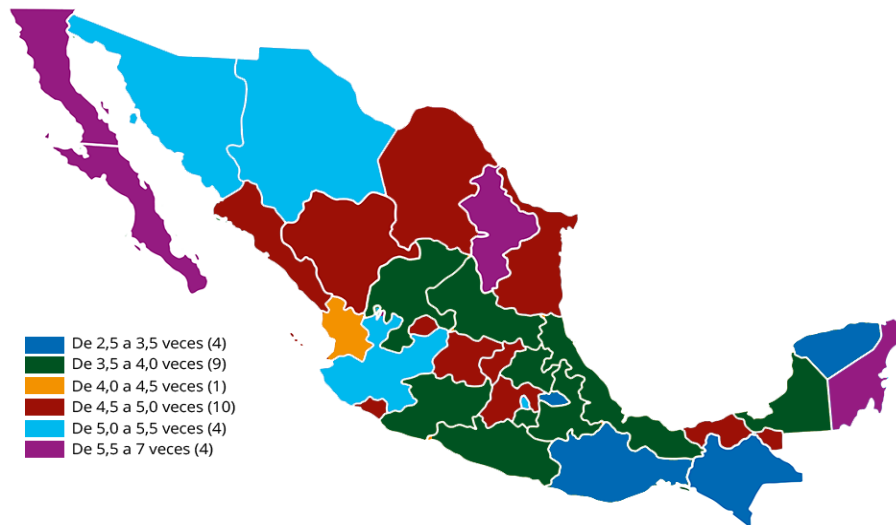 De 2,5 a 3,5 veces (4)
De 3,5 a 4,0 veces (9)
De 4,0 a 4,5 veces (1)
De 4,5 a 5,0 veces (10)
De 5,0 a 5,5 veces (4)
De 5,5 a 7 veces (4)